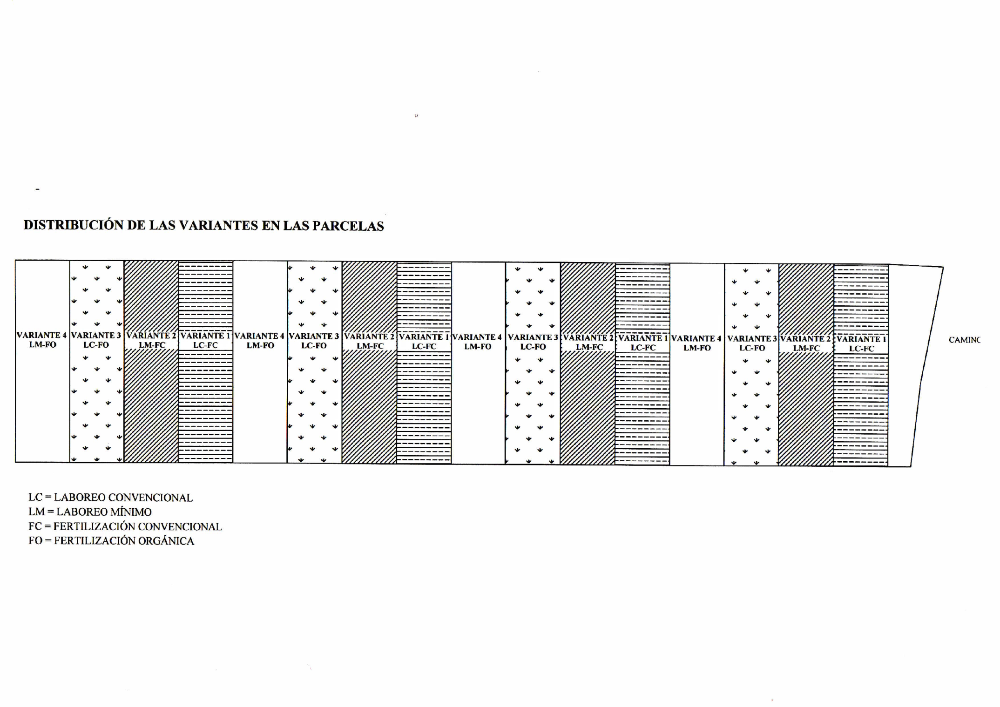 DISTRIBUCIÓN DE LAS VARIANTES EN LAS PARCELAS
VARIANTE 4
LM-FO
VARIANTE 3
LC-FO
VARIANTE 2
LM-FC
VARIANTE 1
LC-FC
VARIANTE 4
LM-FO
VARIANTE 3
LC-FO
VARIANTE 2
LM-FC
VARIANTE 1
LC-FC
VARIANTE 4
LM-FO
VARIANTE 3
LC-FO
VARIANTE 2
LM-FC
VARIANTE 1
LC-FC
VARIANTE 4
LM-FO
VARIANTE 3
LC-FO
VARIANTE 2
LM-FC
VARIANTE 1
LC-FC
CAMINC
LC = LABOREO CONVENCIONAL
LM = LABOREO MÍNIMO
FC = FERTILIZACIÓN CONVENCIONAL
FO = FERTILIZACIÓN ORGÁNICA